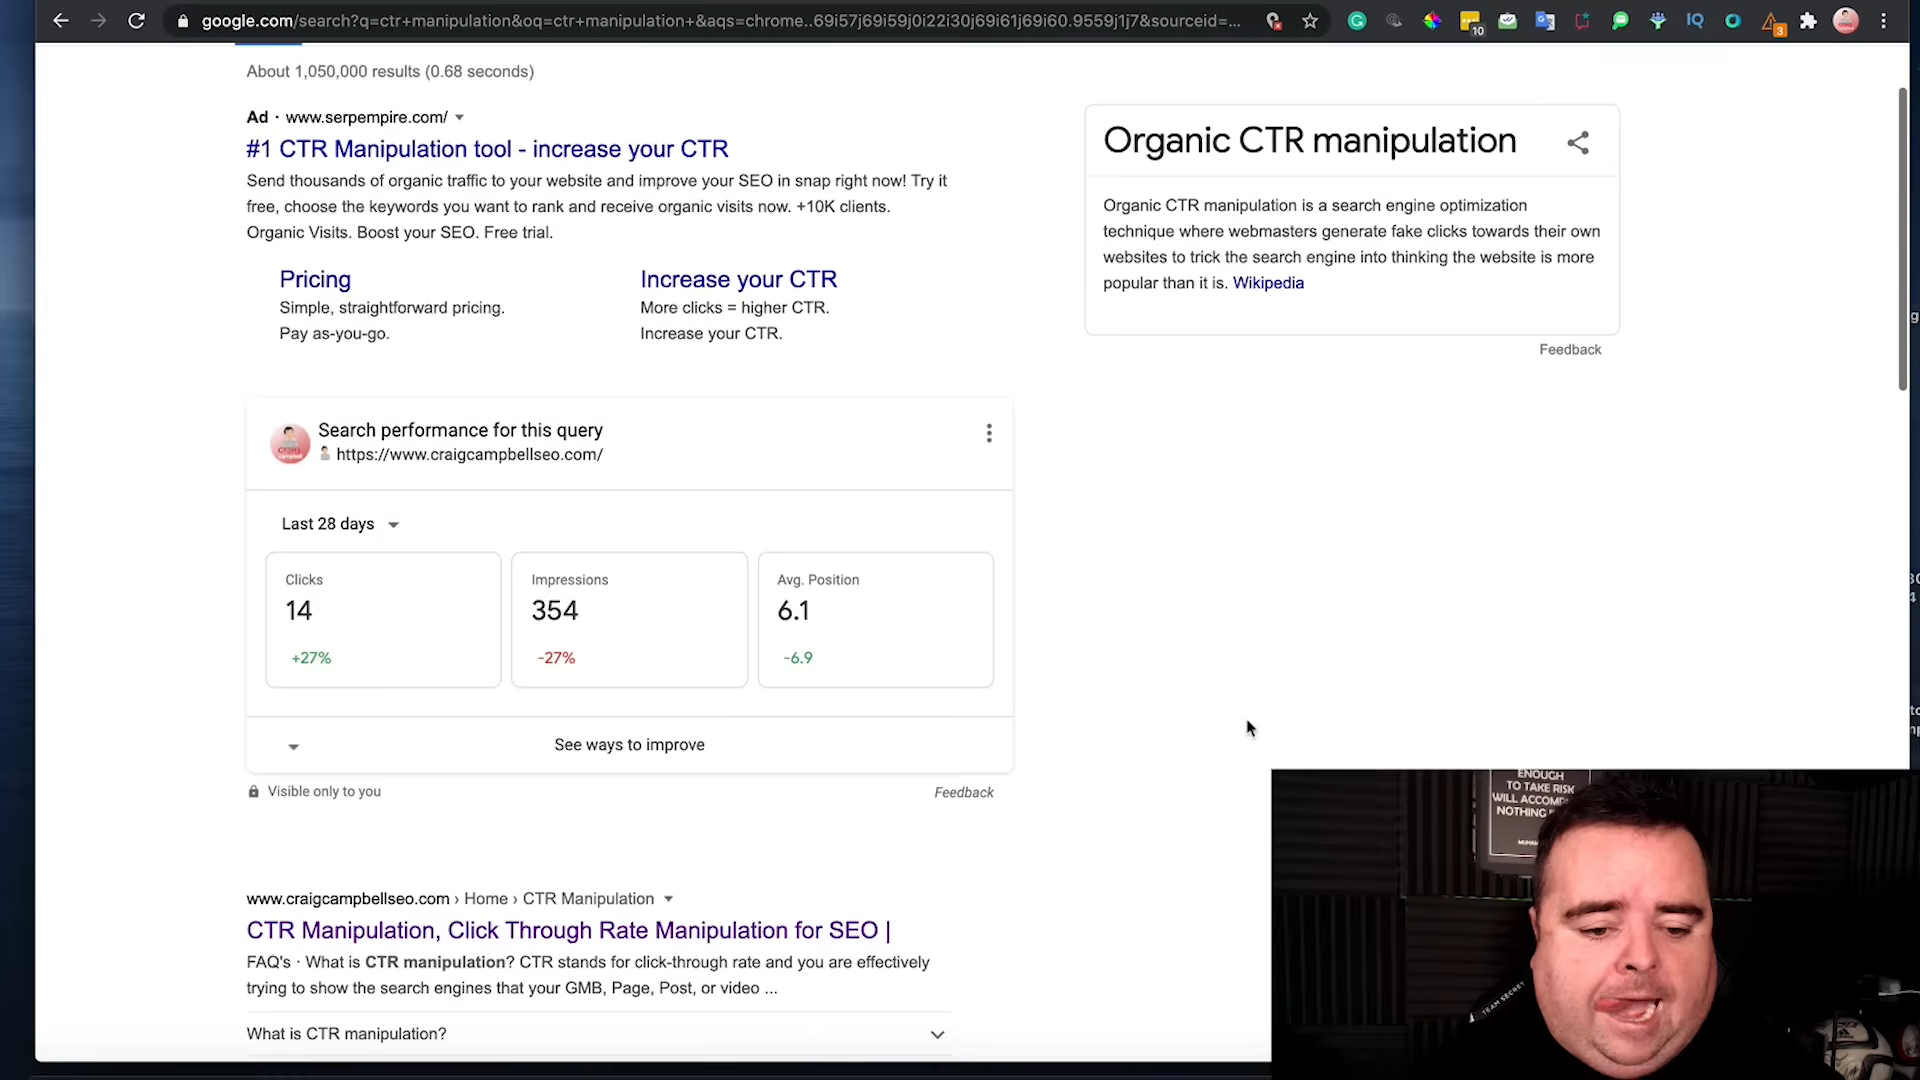 google.com/search?q=ctr+manipulation&oq=ctr+manipulation+&aqs=chrome..69i57j69i59j0i22i30j69i61j69i60.9559j1j7&sourceid=...
10
IQ
3
About 1,050,000 results (0.68 seconds)
Ad · www.serpempire.com/
#1 CTR Manipulation tool - increase your CTR
Send thousands of organic traffic to your website and improve your SEO in snap right now! Try it
free, choose the keywords you want to rank and receive organic visits now. +10K clients.
Organic Visits. Boost your SEO. Free trial.
Pricing
Simple, straightforward pricing.
Pay as-you-go.
Increase your CTR
More clicks = higher CTR.
Increase your CTR.
Organic CTR manipulation
Organic CTR manipulation is a search engine optimization
technique where webmasters generate fake clicks towards their own
websites to trick the search engine into thinking the website is more
popular than it is. Wikipedia
Feedback
Search performance for this query
https://www.craigcampbellseo.com/
Last 28 days
Clicks
14
+27%
Impressions
354
-27%
Avg. Position
6.1
-6.9
See ways to improve
Visible only to you
Feedback
www.craigcampbellseo.com › Home › CTR Manipulation
CTR Manipulation, Click Through Rate Manipulation for SEO |
FAQ's · What is CTR manipulation? CTR stands for click-through rate and you are effectively
trying to show the search engines that your GMB, Page, Post, or video ...
What is CTR manipulation?
ENOUGH
TO TAKE RISK
WILL ACCOMP
NOTHING
TEAM SECRET